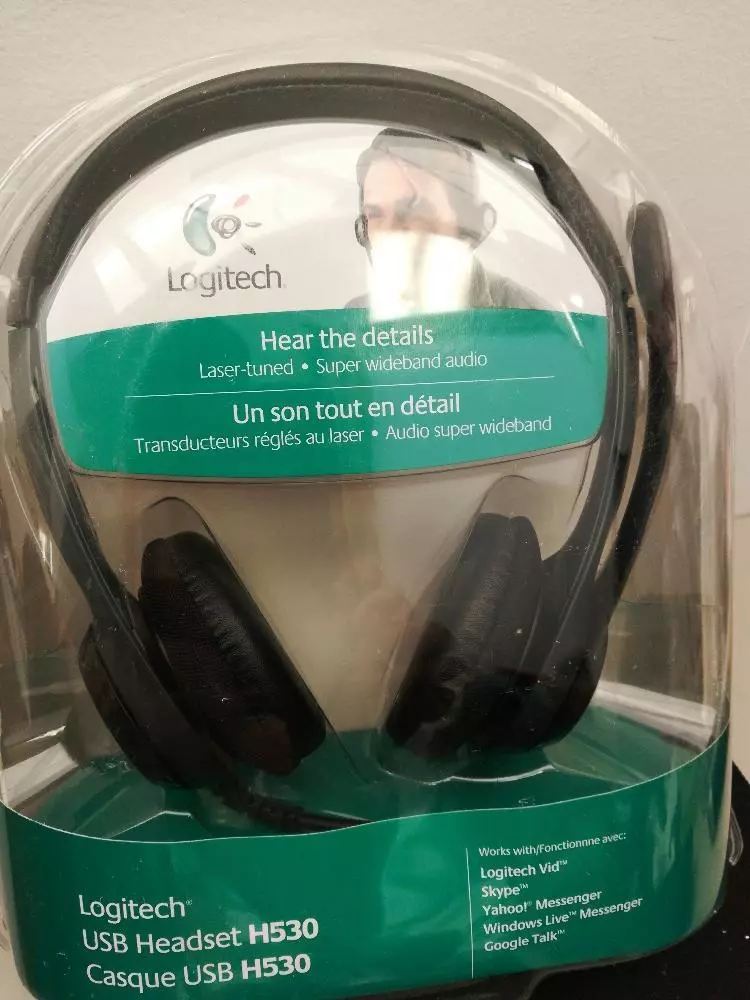 Logitech
Hear the details
Laser-tuned • Super wideband audio
Un son tout en détail
Transducteurs réglés au laser • Audio super wideband
Logitech®
USB Headset H530
Casque USB H530
Works with/Fonctionnne avec:
Logitech Vid™
Skype™
Yahoo!® Messenger
Windows Live™ Messenger
Google Talk™